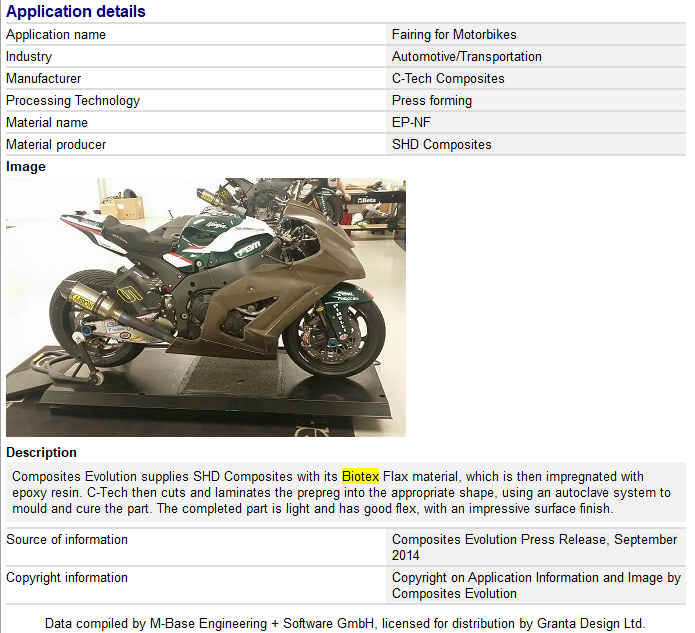 Application details
Application name Fairing for Motorbikes
Industry Automotive/Transportation
Manufacturer C-Tech Composites
Processing Technology Press forming
Material name EP-NF
Material producer SHD Composites
Image
Beta
Ninja
PBM
ARROW
PIRELLI
Description
Composites Evolution supplies SHD Composites with its Biotex Flax material, which is then impregnated with
epoxy resin. C-Tech then cuts and laminates the prepreg into the appropriate shape, using an autoclave system to
mould and cure the part. The completed part is light and has good flex, with an impressive surface finish.
Source of information Composites Evolution Press Release, September
2014
Copyright information Copyright on Application Information and Image by
Composites Evolution
Data compiled by M-Base Engineering + Software GmbH, licensed for distribution by Granta Design Ltd.